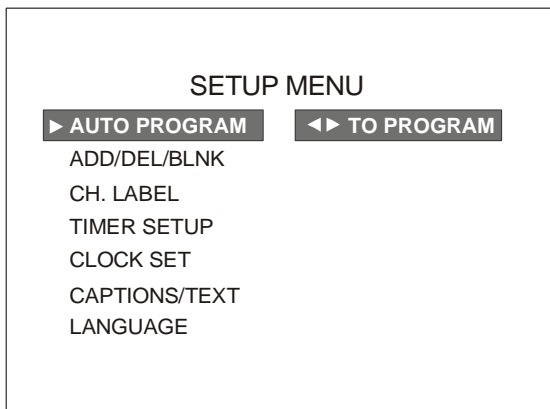 SETUP MENU
▶ AUTO PROGRAM ◀▶ TO PROGRAM
ADD/DEL/BLNK
CH. LABEL
TIMER SETUP
CLOCK SET
CAPTIONS/TEXT
LANGUAGE